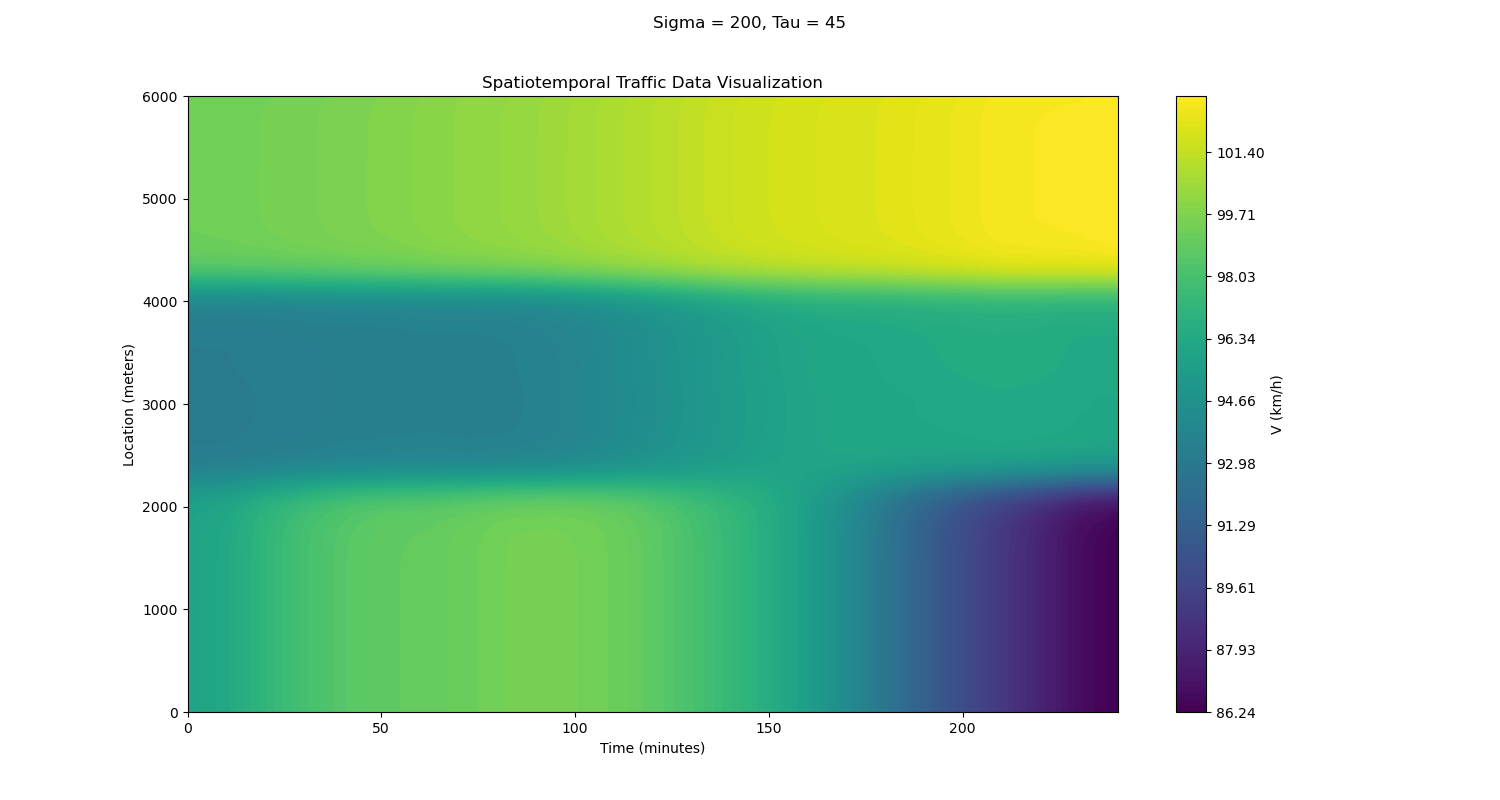 Sigma = 200, Tau = 45
Spatiotemporal Traffic Data Visualization
6000
5000
4000
3000
2000
1000
0
Location (meters)
0 50 100 150 200
Time (minutes)
101.40
99.71
98.03
96.34
94.66
92.98
91.29
89.61
87.93
86.24
V (km/h)